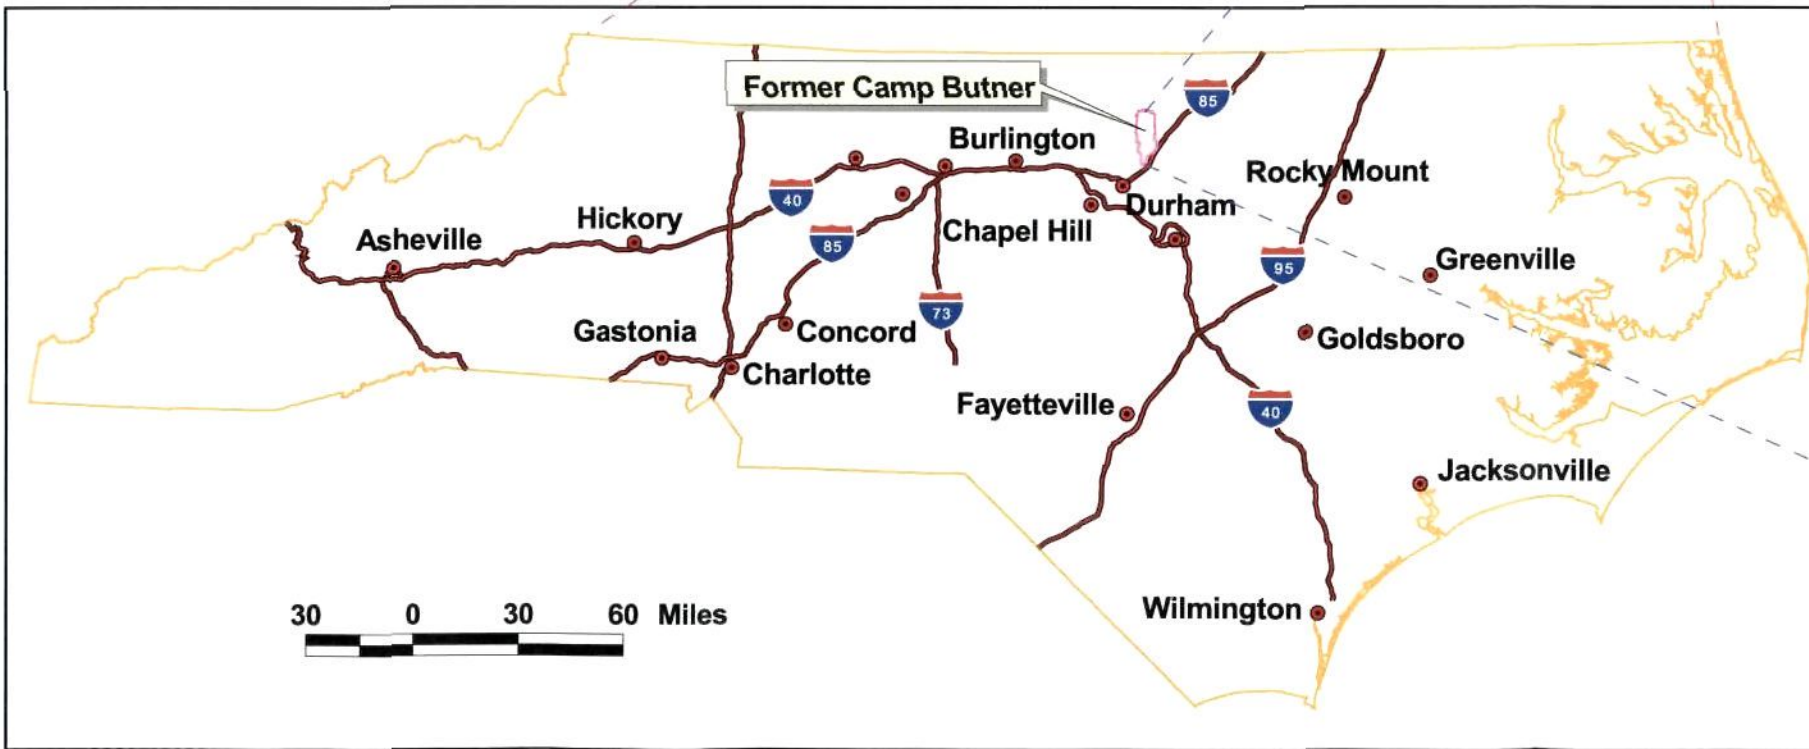 Former Camp Butner
85
Burlington
Rocky Mount
40
Durham
Hickory
Chapel Hill
Asheville
85
95
Greenville
73
Gastonia
Concord
Goldsboro
Charlotte
Fayetteville
40
Jacksonville
Wilmington
30 0 30 60 Miles